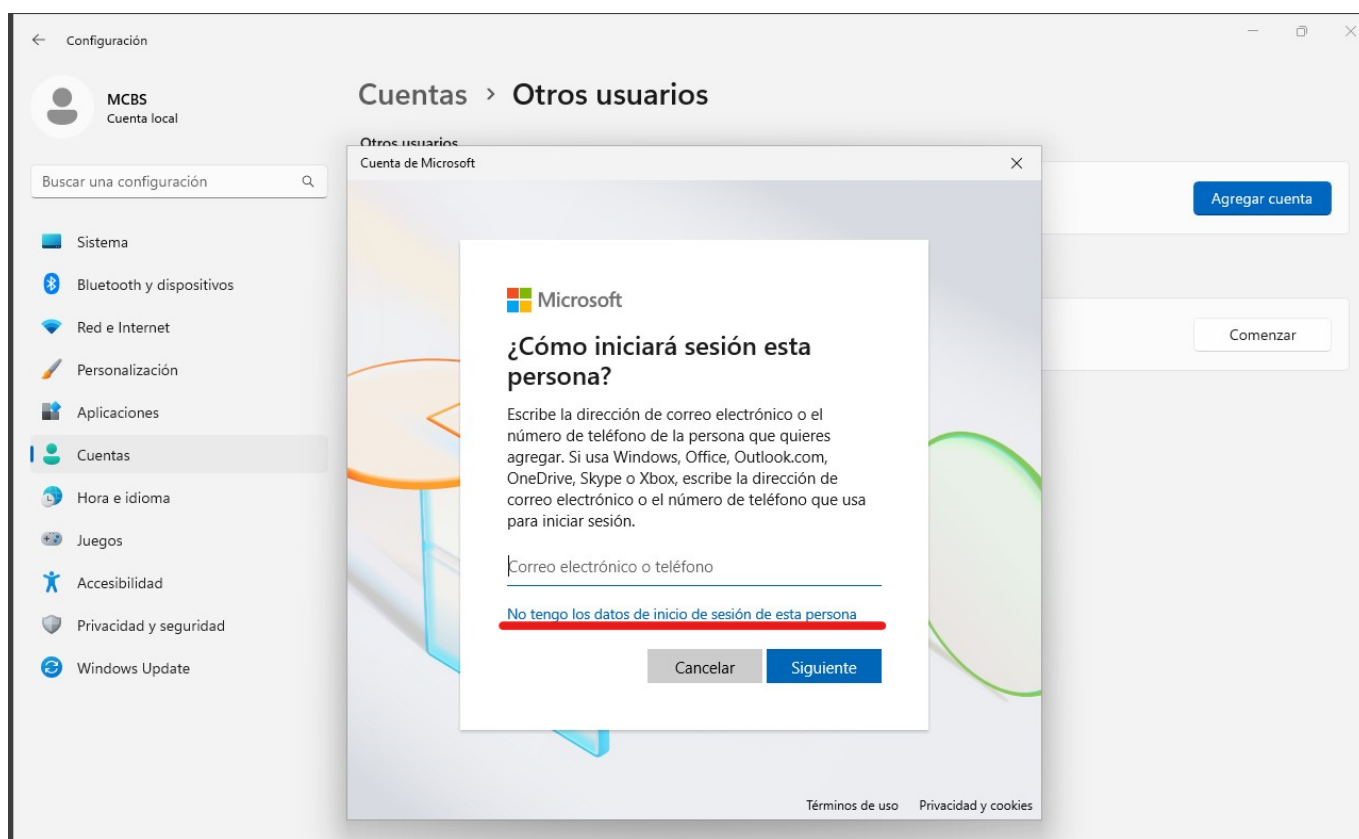 Configuración
MCBS
Cuenta local
Buscar una configuración
Sistema
Bluetooth y dispositivos
Red e Internet
Personalización
Aplicaciones
Cuentas
Hora e idioma
Juegos
Accesibilidad
Privacidad y seguridad
Windows Update
Cuentas > Otros usuarios
Otros usuarios
Agregar cuenta
Comenzar
Cuenta de Microsoft
Microsoft
¿Cómo iniciará sesión esta
persona?
Escribe la dirección de correo electrónico o el
número de teléfono de la persona que quieres
agregar. Si usa Windows, Office, Outlook.com,
OneDrive, Skype o Xbox, escribe la dirección de
correo electrónico o el número de teléfono que usa
para iniciar sesión.
Correo electrónico o teléfono
No tengo los datos de inicio de sesión de esta persona
Cancelar
Siguiente
Términos de uso
Privacidad y cookies